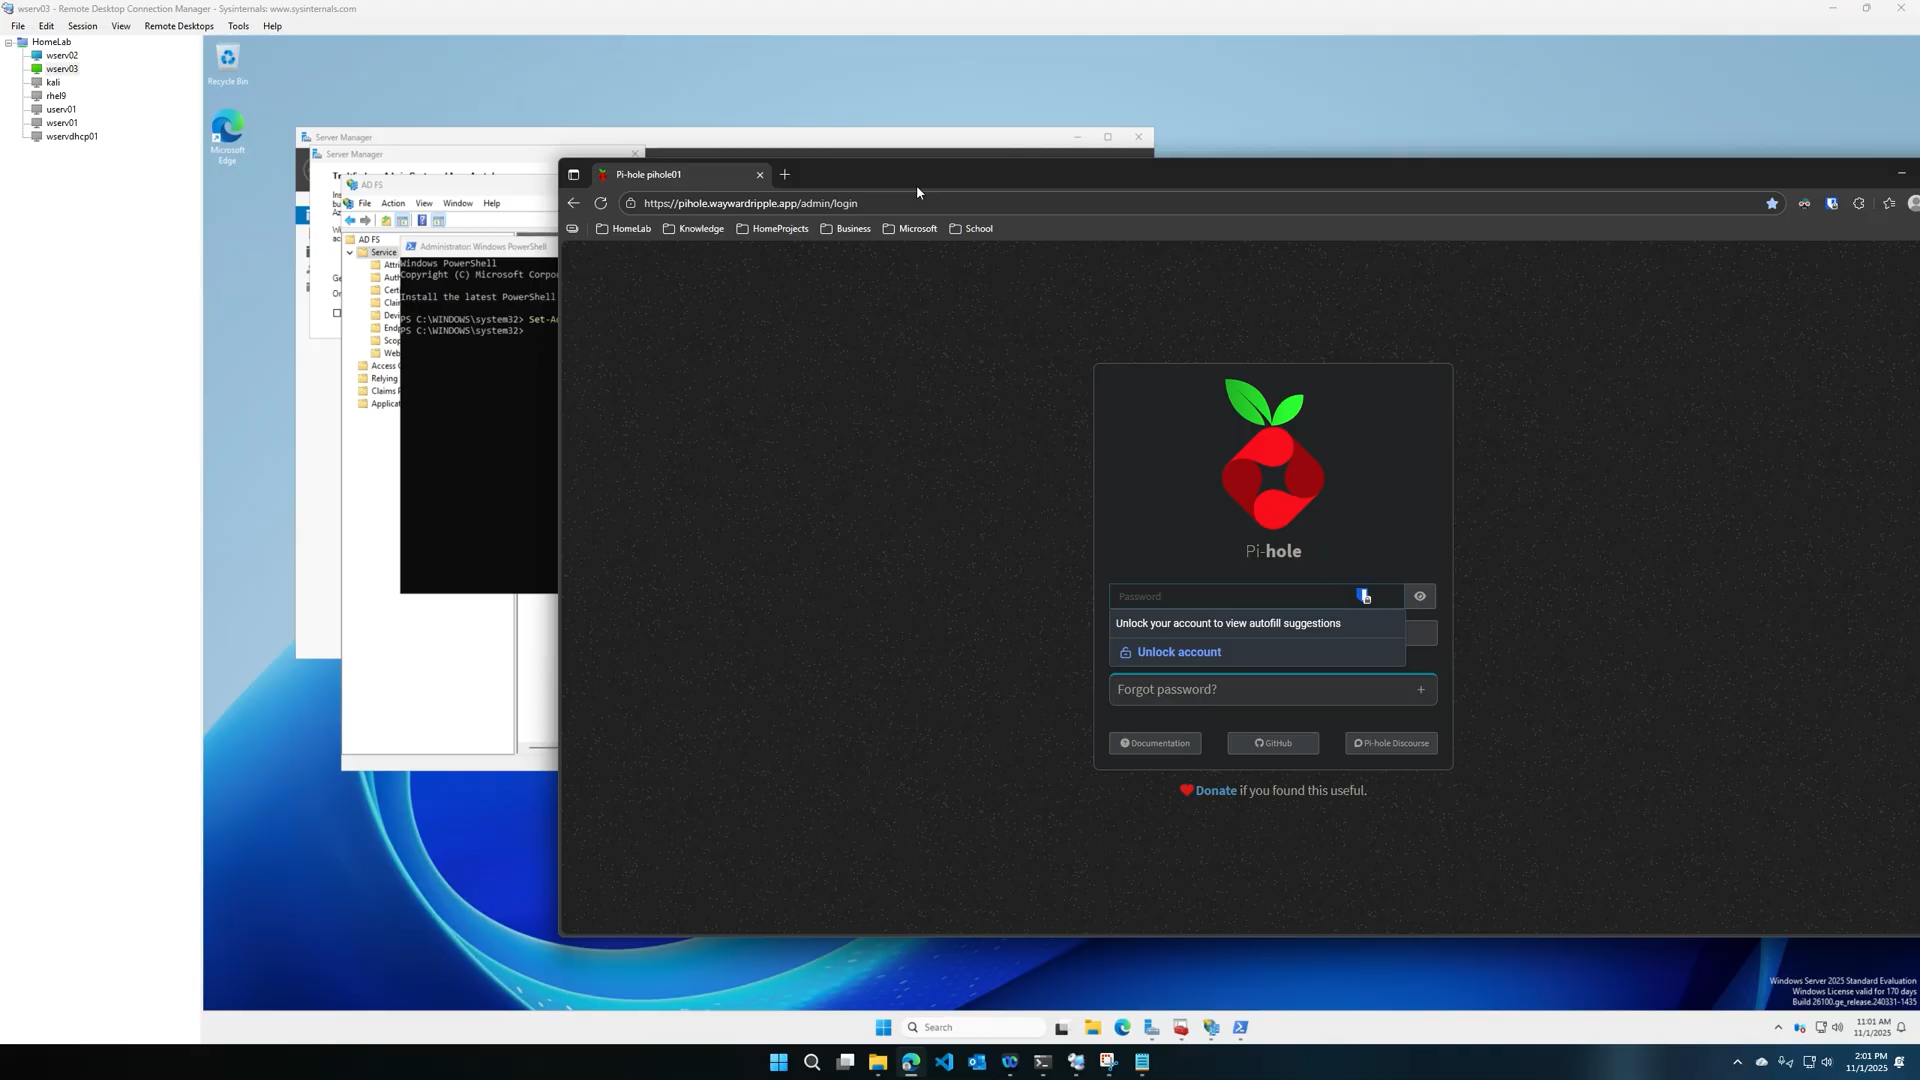 wserv03 - Remote Desktop Connection Manager - Sysinternals: www.sysinternals.com
File Edit Session View Remote Desktops Tools Help
HomeLab
wserv02
wserv03
kali
rhel9
userv01
wserv01
wservdhcp01
Recycle Bin
Microsoft
Edge
Server Manager
Server Manager
AD FS
File Action View Window Help
AD FS
Service
Access
Relying
Claims
Administrator: Windows PowerShell
Windows PowerShell
Copyright (C) Microsoft
Install the latest PowerShell
PS C:\WINDOWS\system32>
PS C:\WINDOWS\system32>
Pi-hole pihole01
https://pihole.waywardripple.app/admin/login
HomeLab Knowledge HomeProjects Business Microsoft School
Pi-hole
Password
Unlock your account to view autofill suggestions
Unlock account
Forgot password?
Documentation GitHub Pi-hole Discourse
Donate if you found this useful.
Windows Server 2025 Standard Evaluation
Windows License valid for 170 days
Build 26100.ge_release.240331-1435
Search
11:01 AM
11/1/2025
2:01 PM
11/1/2025